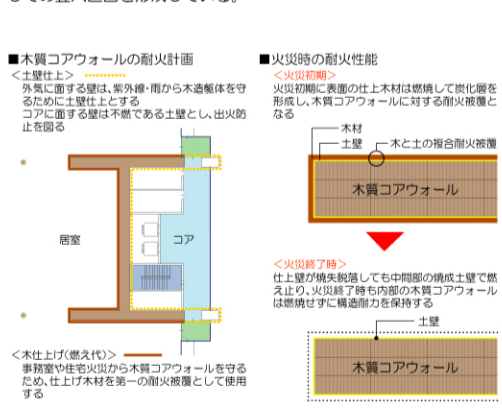 ■木質コアウォールの耐火計画
＜土壁仕上＞
外気に面する壁は、紫外線・雨から木造躯体を守
るために土壁仕上とする
コアに面する壁は不燃である土壁とし、出火防
止を図る
居室
コア
＜木仕上げ(燃え代)＞
事務室や住宅火災から木質コアウォールを守る
ため、仕上げ木材を第一の耐火被覆として使用
する
■火災時の耐火性能
＜火災初期＞
火災初期に表面の仕上木材は燃焼して炭化層を
形成し、木質コアウォールに対する耐火被覆と
なる
木材
土壁
木と土の複合耐火被覆
木質コアウォール
＜火災終了時＞
仕上壁が焼失脱落しても中間部の焼成土壁で燃
え止り、火災終了時も内部の木質コアウォール
は燃焼せずに構造耐力を保持する
土壁
木質コアウォール